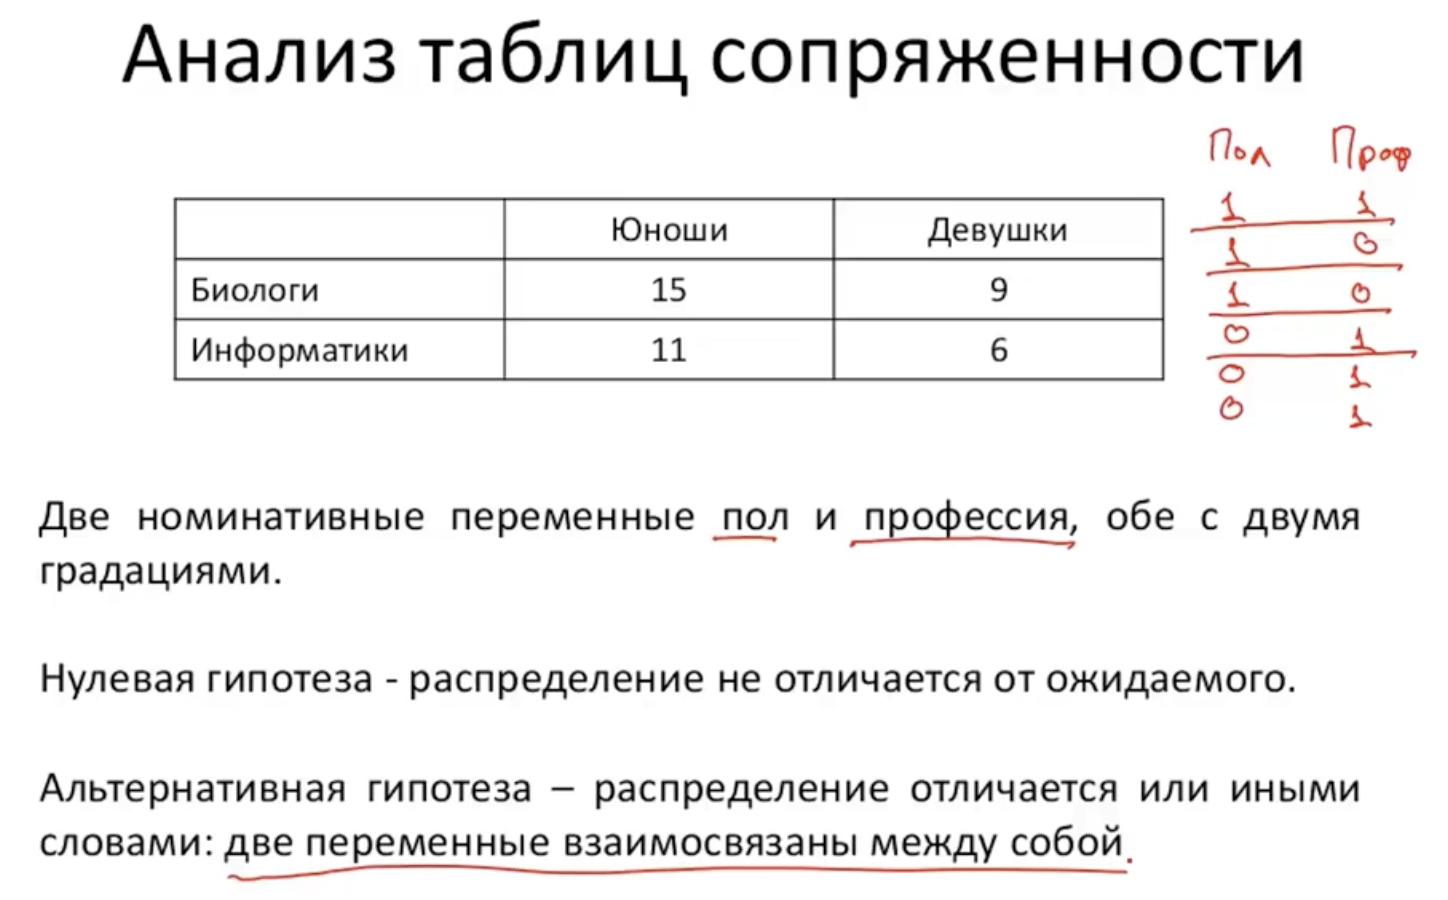 Анализ таблиц сопряженности
Пол Проф
Юноши Девушки
Биологи 15 9
Информатики 11 6
1 1
1 0
1 0
0 1
0 1
0 1
Две номинативные переменные пол и профессия, обе с двумя
градациями.
Нулевая гипотеза - распределение не отличается от ожидаемого.
Альтернативная гипотеза – распределение отличается или иными
словами: две переменные взаимосвязаны между собой.